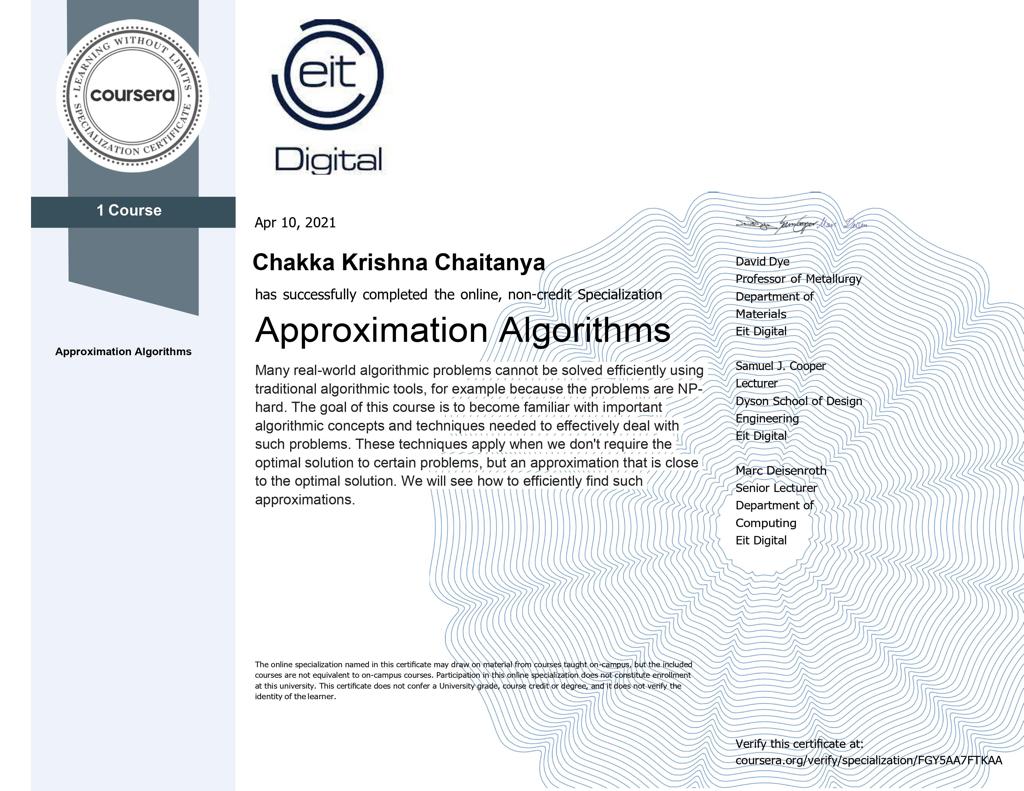 LEARNING WITHOUT LIMITS
coursera
SPECIALIZATION CERTIFICATE
1 Course
Approximation Algorithms
eit
Digital
Apr 10, 2021
Chakka Krishna Chaitanya
has successfully completed the online, non-credit Specialization
Approximation Algorithms
Many real-world algorithmic problems cannot be solved efficiently using
traditional algorithmic tools, for example because the problems are NP-
hard. The goal of this course is to become familiar with important
algorithmic concepts and techniques needed to effectively deal with
such problems. These techniques apply when we don't require the
optimal solution to certain problems, but an approximation that is close
to the optimal solution. We will see how to efficiently find such
approximations.
The online specialization named in this certificate may draw on material from courses taught on-campus, but the included
courses are not equivalent to on-campus courses. Participation in this online specialization does not constitute enrollment
at this university. This certificate does not confer a University grade, course credit or degree, and it does not verify the
identity of the learner.
David Dye
Professor of Metallurgy
Department of
Materials
Eit Digital
Samuel J. Cooper
Lecturer
Dyson School of Design
Engineering
Eit Digital
Marc Deisenroth
Senior Lecturer
Department of
Computing
Eit Digital
Verify this certificate at:
coursera.org/verify/specialization/FGY5AA7FTKAA